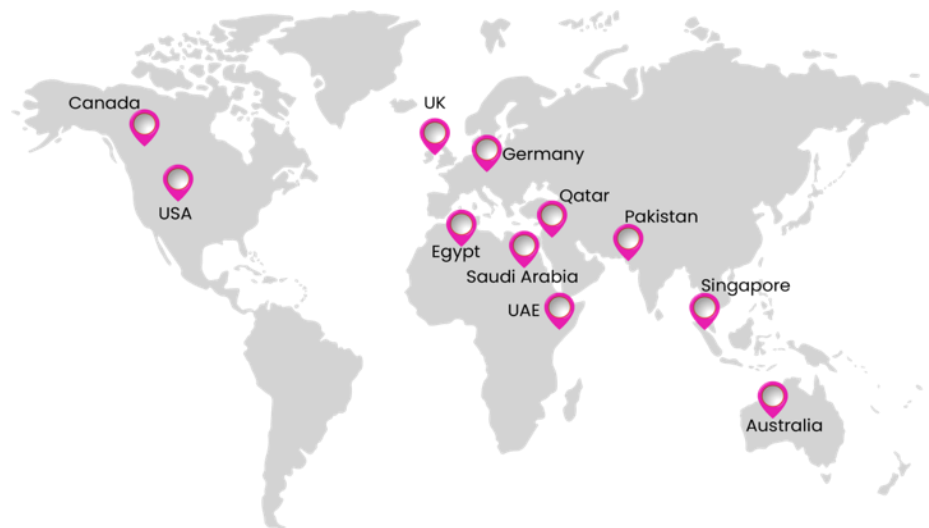 Canada
UK
Germany
USA
Qatar
Pakistan
Egypt
Saudi Arabia
Singapore
UAE
Australia